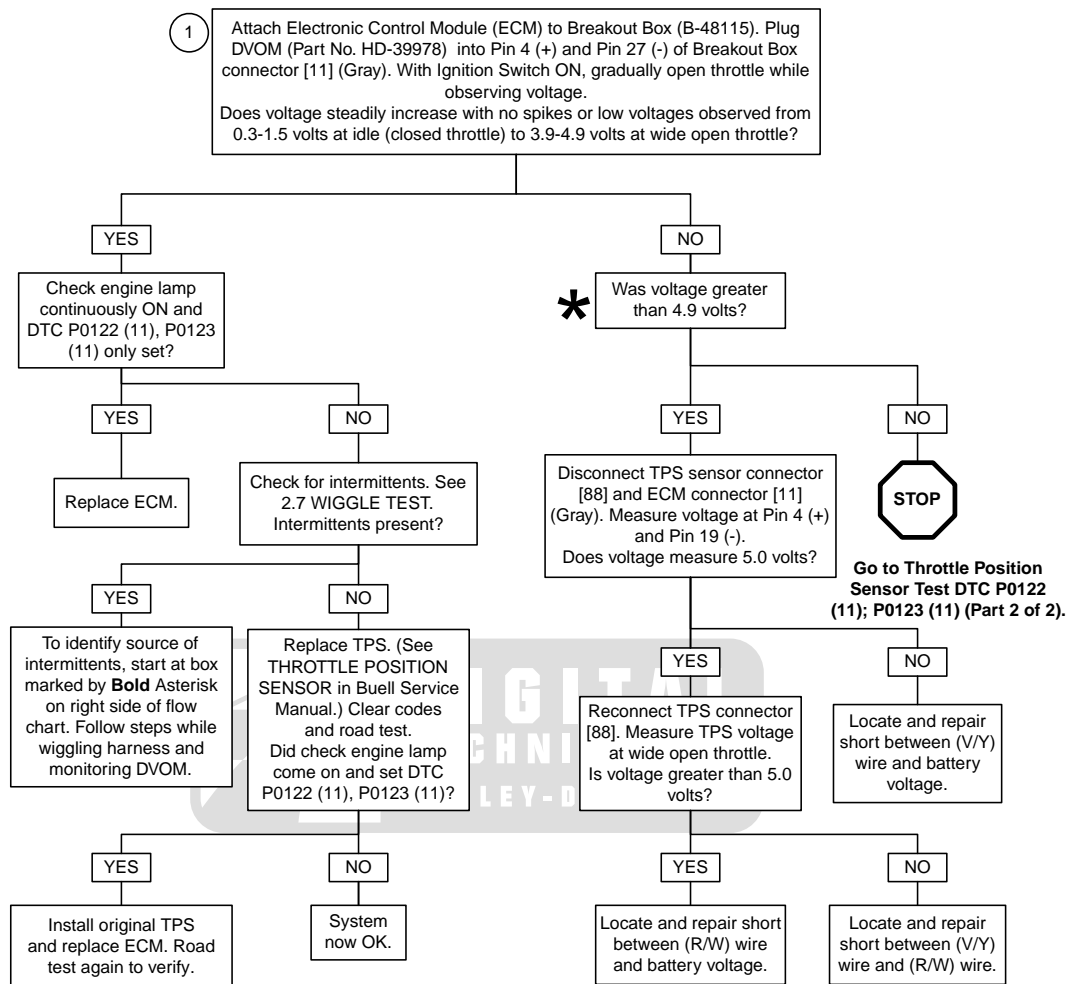 1
Attach Electronic Control Module (ECM) to Breakout Box (B-48115). Plug
DVOM (Part No. HD-39978) into Pin 4 (+) and Pin 27 (-) of Breakout Box
connector [11] (Gray). With Ignition Switch ON, gradually open throttle while
observing voltage.
Does voltage steadily increase with no spikes or low voltages observed from
0.3-1.5 volts at idle (closed throttle) to 3.9-4.9 volts at wide open throttle?
YES
NO
Check engine lamp
continuously ON and
DTC P0122 (11), P0123
(11) only set?
*
Was voltage greater
than 4.9 volts?
YES
NO
YES
NO
Replace ECM.
Check for intermittents. See
2.7 WIGGLE TEST.
Intermittents present?
Disconnect TPS sensor connector
[88] and ECM connector [11]
(Gray). Measure voltage at Pin 4 (+)
and Pin 19 (-).
Does voltage measure 5.0 volts?
STOP
Go to Throttle Position
Sensor Test DTC P0122
(11); P0123 (11) (Part 2 of 2).
YES
NO
YES
NO
To identify source of
intermittents, start at box
marked by Bold Asterisk
on right side of flow
chart. Follow steps while
wiggling harness and
monitoring DVOM.
Replace TPS. (See
THROTTLE POSITION
SENSOR in Buell Service
Manual.) Clear codes
and road test.
Did check engine lamp
come on and set DTC
P0122 (11), P0123 (11)?
Reconnect TPS connector
[88]. Measure TPS voltage
at wide open throttle.
Is voltage greater than 5.0
volts?
Locate and repair
short between (V/Y)
wire and battery
voltage.
YES
NO
YES
NO
Install original TPS
and replace ECM. Road
test again to verify.
System
now OK.
Locate and repair short
between (R/W) wire
and battery voltage.
Locate and repair
short between (V/Y)
wire and (R/W) wire.